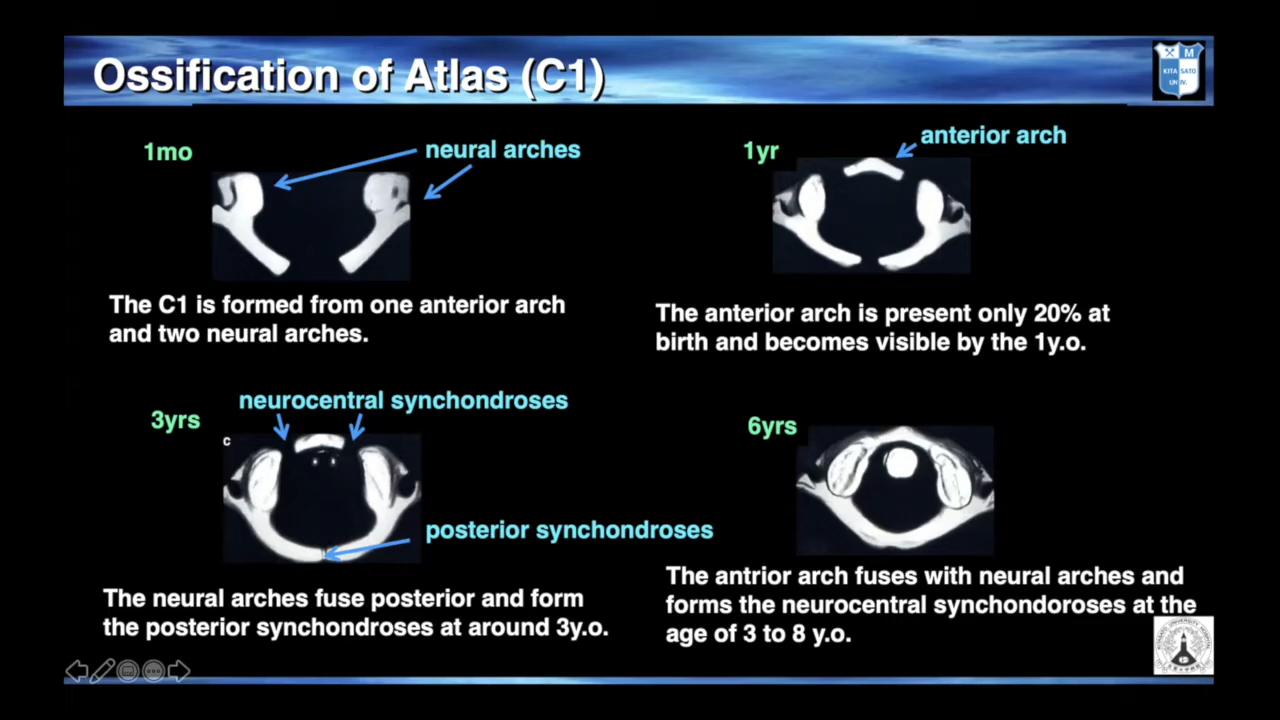 Ossification of Atlas (C1)
M
KITA SATO
UNIV.
1mo
neural arches
The C1 is formed from one anterior arch
and two neural arches.
1yr
anterior arch
The anterior arch is present only 20% at
birth and becomes visible by the 1y.o.
3yrs
neurocentral synchondroses
c
posterior synchondroses
The neural arches fuse posterior and form
the posterior synchondroses at around 3y.o.
6yrs
The antrior arch fuses with neural arches and
forms the neurocentral synchondoroses at the
age of 3 to 8 y.o.